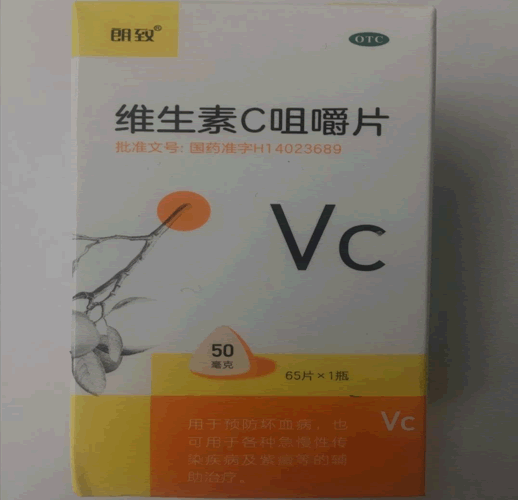 朗致®
OTC
维生素C咀嚼片
批准文号: 国药准字H14023689
Vc
50
毫克
65片×1瓶
Vc
用于预防坏血病，也
可用于各种急慢性传
染疾病及紫癜等的辅
助治疗。